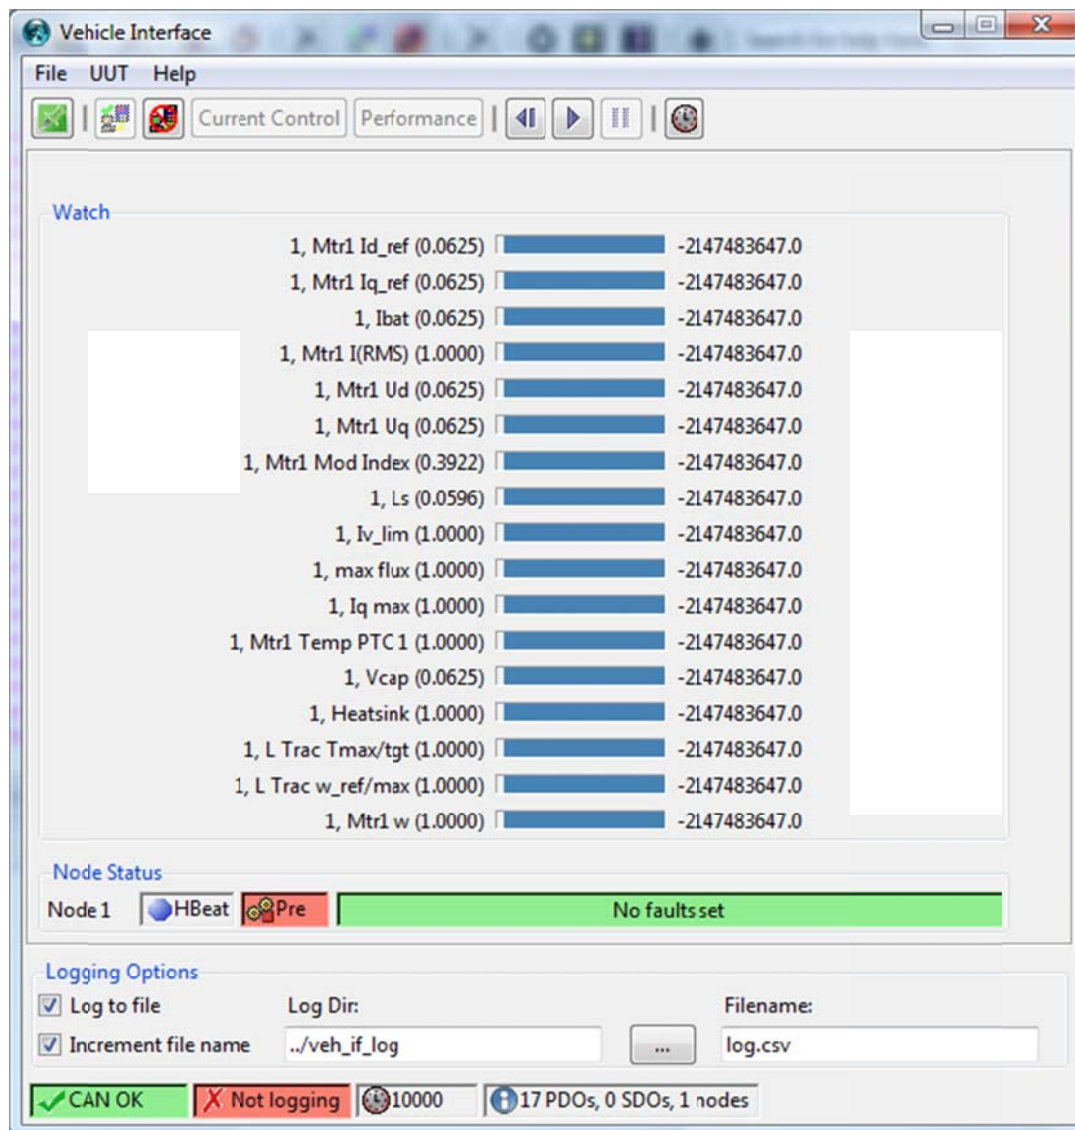 Vehicle Interface
File UUT Help
Current Control Performance
Watch
1, Mtr1 Id_ref (0.0625) -2147483647.0
1, Mtr1 Iq_ref (0.0625) -2147483647.0
1, Ibat (0.0625) -2147483647.0
1, Mtr1 I(RMS) (1.0000) -2147483647.0
1, Mtr1 Ud (0.0625) -2147483647.0
1, Mtr1 Uq (0.0625) -2147483647.0
1, Mtr1 Mod Index (0.3922) -2147483647.0
1, Ls (0.0596) -2147483647.0
1, Iv_lim (1.0000) -2147483647.0
1, max flux (1.0000) -2147483647.0
1, Iq max (1.0000) -2147483647.0
1, Mtr1 Temp PTC 1 (1.0000) -2147483647.0
1, Vcap (0.0625) -2147483647.0
1, Heatsink (1.0000) -2147483647.0
1, L Trac Tmax/tgt (1.0000) -2147483647.0
1, L Trac w_ref/max (1.0000) -2147483647.0
1, Mtr1 w (1.0000) -2147483647.0
Node Status
Node 1 HBeat Pre No faults set
Logging Options
Log to file Log Dir: Filename:
Increment file name ../veh_if_log ... log.csv
CAN OK Not logging 10000 17 PDOs, 0 SDOs, 1 nodes